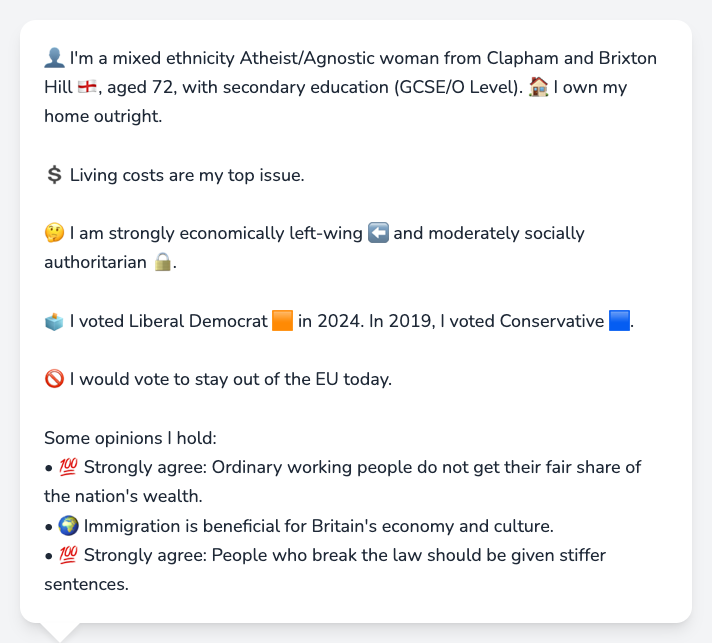 👤 I'm a mixed ethnicity Atheist/Agnostic woman from Clapham and Brixton
Hill 🏴󠁧󠁢󠁥󠁮󠁧󠁿, aged 72, with secondary education (GCSE/O Level). 🏠 I own my
home outright.
💲 Living costs are my top issue.
🤔 I am strongly economically left-wing ⬅️ and moderately socially
authoritarian 🔒.
🗳️ I voted Liberal Democrat 🟧 in 2024. In 2019, I voted Conservative 🟦.
🚫 I would vote to stay out of the EU today.
Some opinions I hold:
• 💯 Strongly agree: Ordinary working people do not get their fair share of
the nation's wealth.
• 🌍 Immigration is beneficial for Britain's economy and culture.
• 💯 Strongly agree: People who break the law should be given stiffer
sentences.